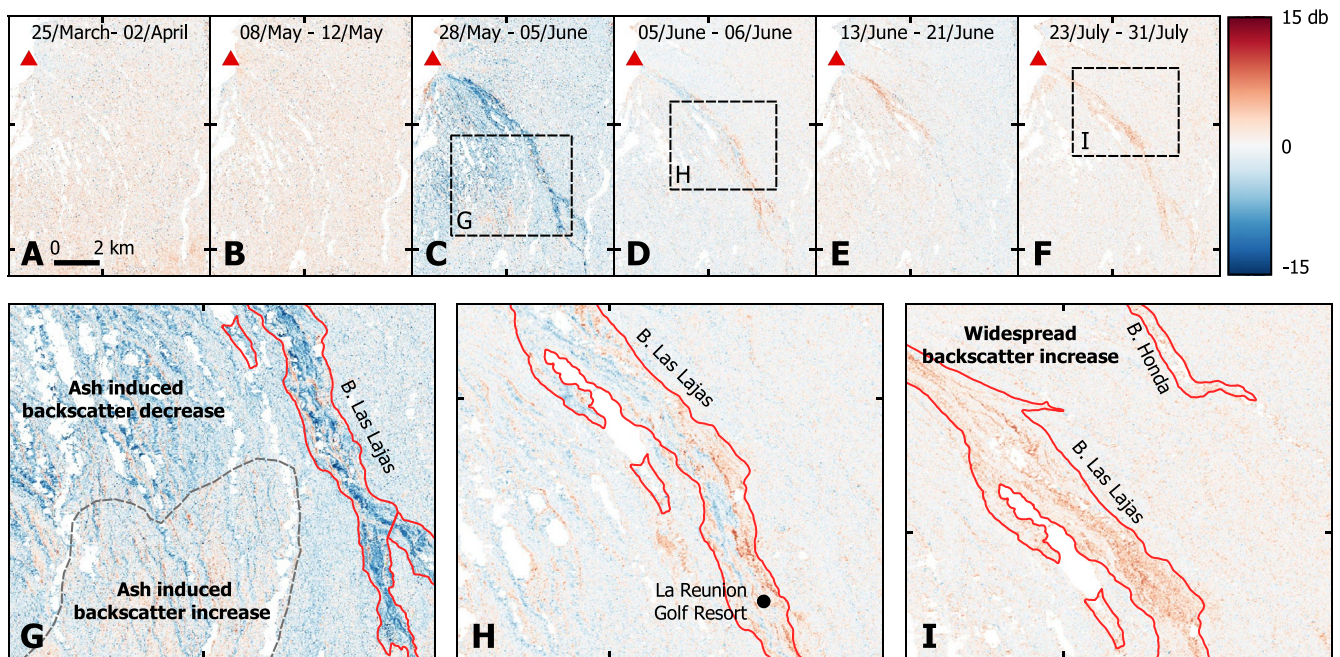 25/March- 02/April
08/May - 12/May
28/May - 05/June
05/June - 06/June
13/June - 21/June
23/July - 31/July
15 db
0
-15
A
0 2 km
B
C
G
D
H
E
F
I
Ash induced
backscatter decrease
B. Las Lajas
Ash induced
backscatter increase
G
B. Las Lajas
La Reunion
Golf Resort
H
Widespread
backscatter increase
B. Honda
B. Las Lajas
I